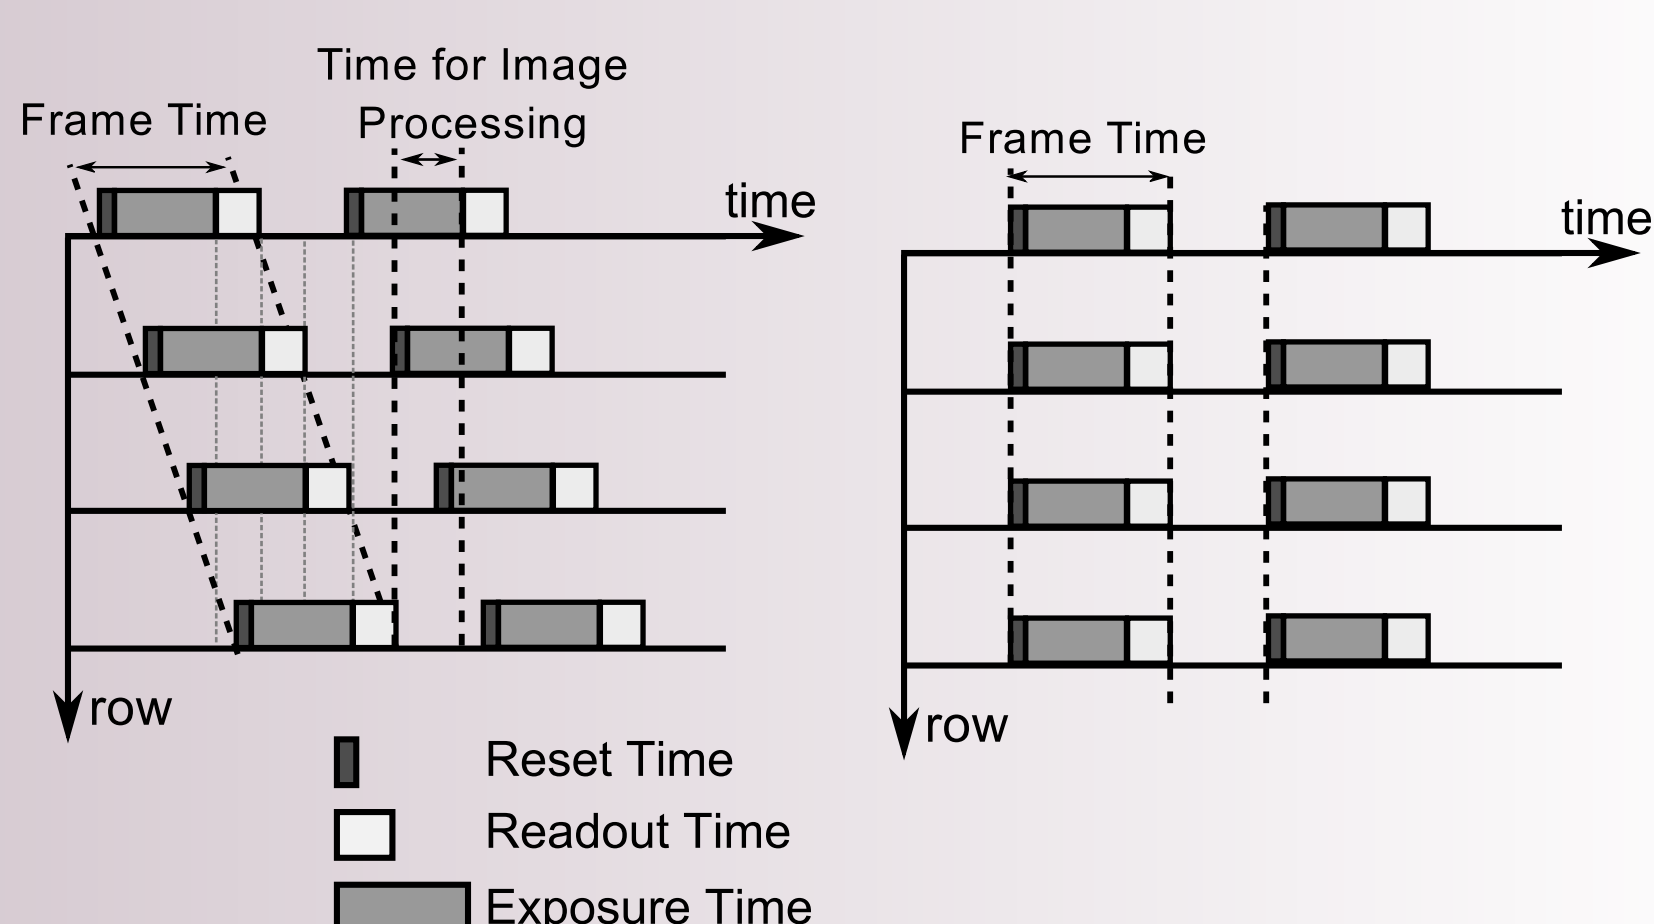 Time for Image
Processing
Frame Time
time
row
Frame Time
time
row
Reset Time
Readout Time
Exposure Time